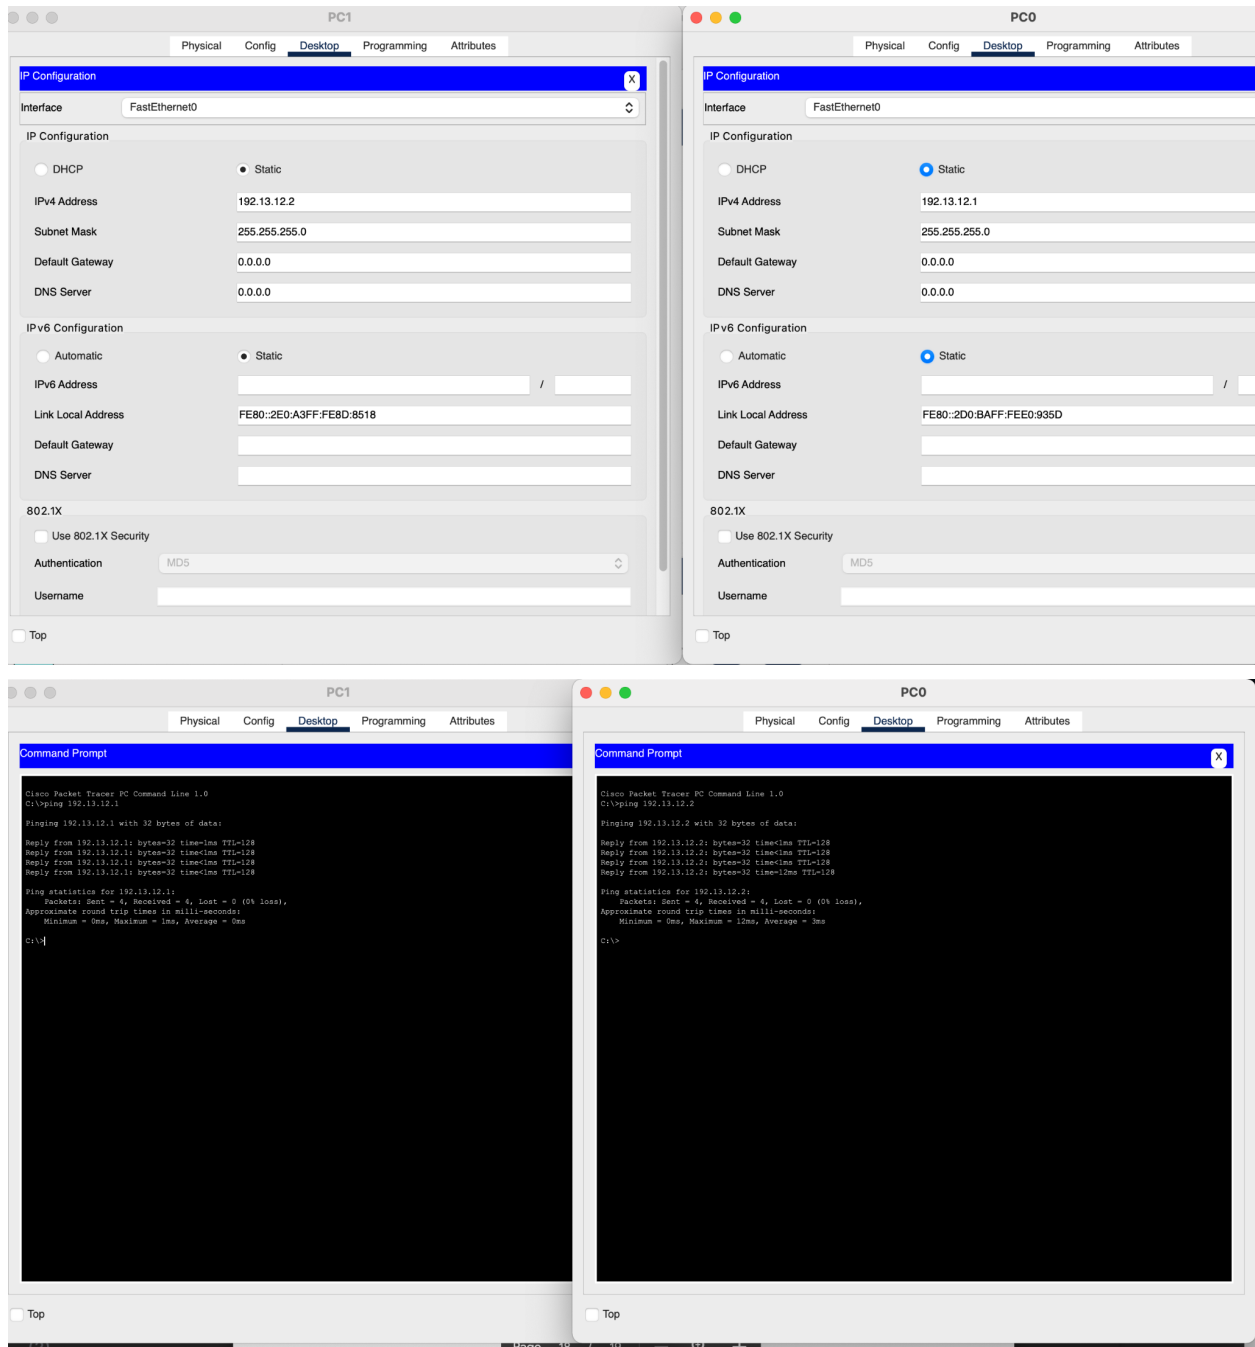 PC1
Physical Config Desktop Programming Attributes
IP Configuration X
Interface FastEthernet0
IP Configuration
DHCP Static
IPv4 Address 192.13.12.2
Subnet Mask 255.255.255.0
Default Gateway 0.0.0.0
DNS Server 0.0.0.0
IPv6 Configuration
Automatic Static
IPv6 Address /
Link Local Address FE80::2E0:A3FF:FE8D:8518
Default Gateway
DNS Server
802.1X
Use 802.1X Security
Authentication MD5
Username
Top
PC0
Physical Config Desktop Programming Attributes
IP Configuration
Interface FastEthernet0
IP Configuration
DHCP Static
IPv4 Address 192.13.12.1
Subnet Mask 255.255.255.0
Default Gateway 0.0.0.0
DNS Server 0.0.0.0
IPv6 Configuration
Automatic Static
IPv6 Address /
Link Local Address FE80::2D0:BAFF:FEE0:935D
Default Gateway
DNS Server
802.1X
Use 802.1X Security
Authentication MD5
Username
Top
PC1
Physical Config Desktop Programming Attributes
Command Prompt
Cisco Packet Tracer PC Command Line 1.0
C:\>ping 192.13.12.1
Pinging 192.13.12.1 with 32 bytes of data:
Reply from 192.13.12.1: bytes=32 time=1ms TTL=128
Reply from 192.13.12.1: bytes=32 time<1ms TTL=128
Reply from 192.13.12.1: bytes=32 time<1ms TTL=128
Reply from 192.13.12.1: bytes=32 time<1ms TTL=128
Ping statistics for 192.13.12.1:
Packets: Sent = 4, Received = 4, Lost = 0 (0% loss),
Approximate round trip times in milli-seconds:
Minimum = 0ms, Maximum = 1ms, Average = 0ms
C:\>
Top
PC0
Physical Config Desktop Programming Attributes
Command Prompt X
Cisco Packet Tracer PC Command Line 1.0
C:\>ping 192.13.12.2
Pinging 192.13.12.2 with 32 bytes of data:
Reply from 192.13.12.2: bytes=32 time<1ms TTL=128
Reply from 192.13.12.2: bytes=32 time<1ms TTL=128
Reply from 192.13.12.2: bytes=32 time<1ms TTL=128
Reply from 192.13.12.2: bytes=32 time=12ms TTL=128
Ping statistics for 192.13.12.2:
Packets: Sent = 4, Received = 4, Lost = 0 (0% loss),
Approximate round trip times in milli-seconds:
Minimum = 0ms, Maximum = 12ms, Average = 3ms
C:\>
Top